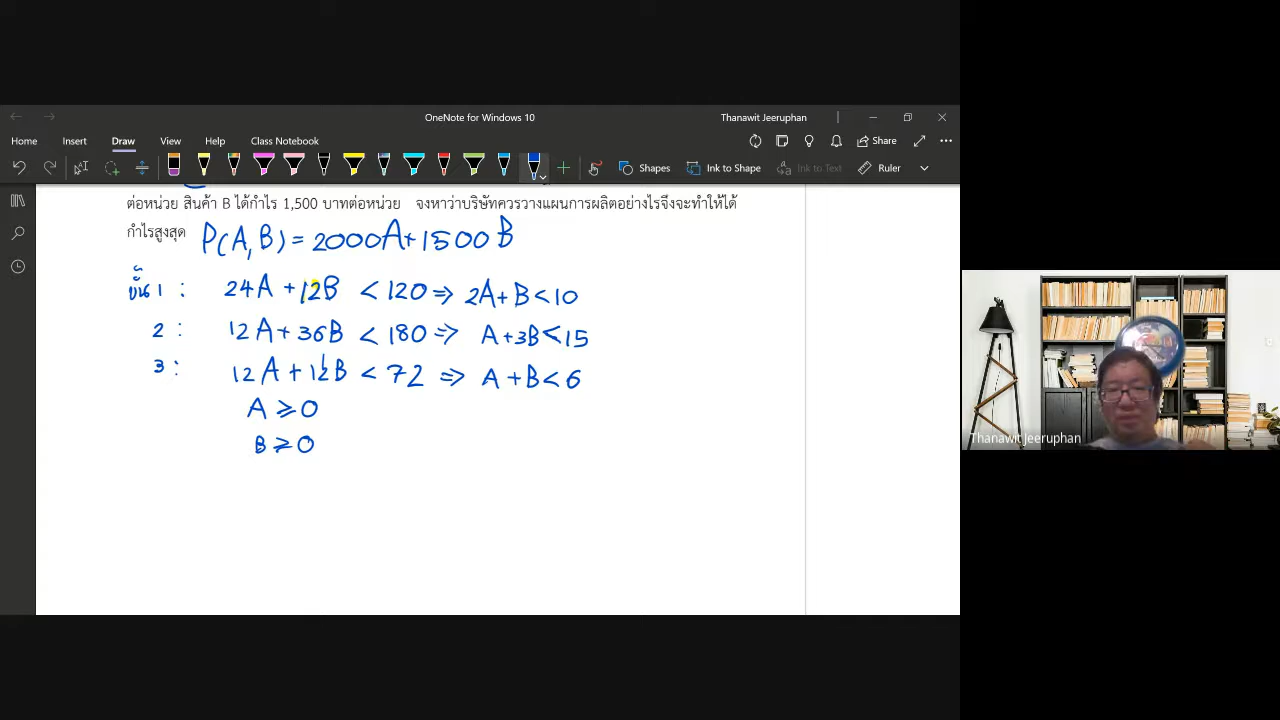 OneNote for Windows 10
Thanawit Jeeruphan
Home Insert Draw View Help Class Notebook
Share
Shapes Ink to Shape Ink to Text Ruler
ต่อหน่วย สินค้า B ได้กำไร 1,500 บาทต่อหน่วย จงหาว่าบริษัทควรวางแผนการผลิตอย่างไรจึงจะทำให้ได้
กำไรสูงสุด P(A,B) = 2000A+1500B
ขั้น 1 : 24A + 12B < 120 ⇒ 2A+B < 10
2 : 12A + 36B < 180 ⇒ A+3B < 15
3 : 12A + 12B < 72 ⇒ A+B < 6
A ⩾ 0
B ⩾ 0
Thanawit Jeeruphan